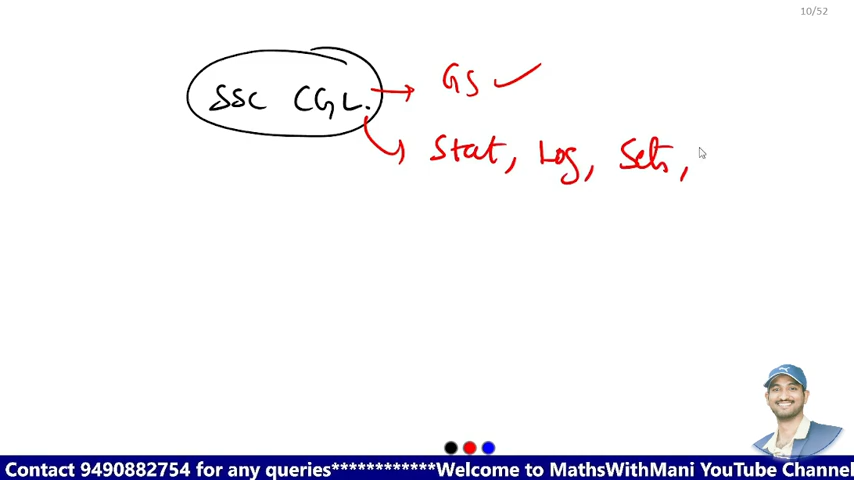 10/52
SSC CGL. → GS ✓
→ Stat, Log, Sets,
Contact 9490882754 for any queries************Welcome to MathsWithMani YouTube Channel